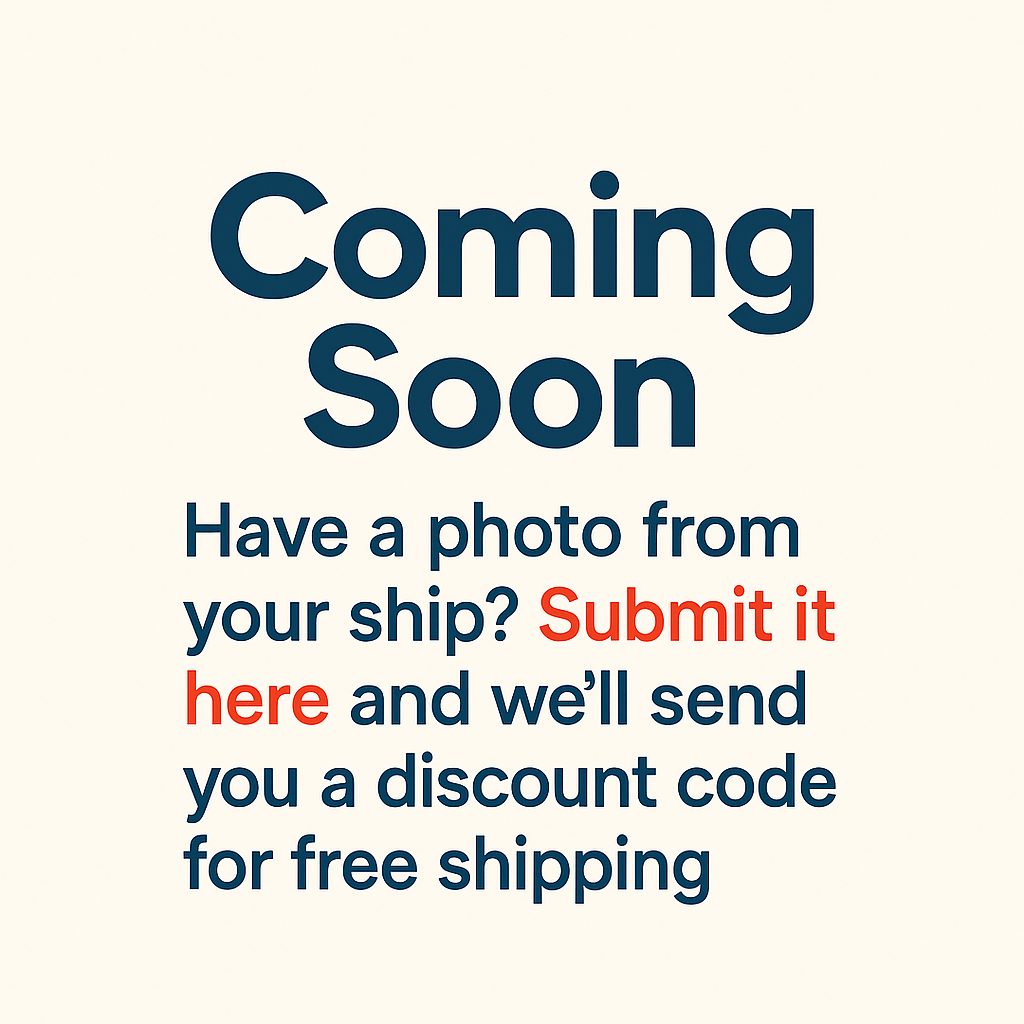 Coming
Soon
Have a photo from
your ship? Submit it
here and we’ll send
you a discount code
for free shipping